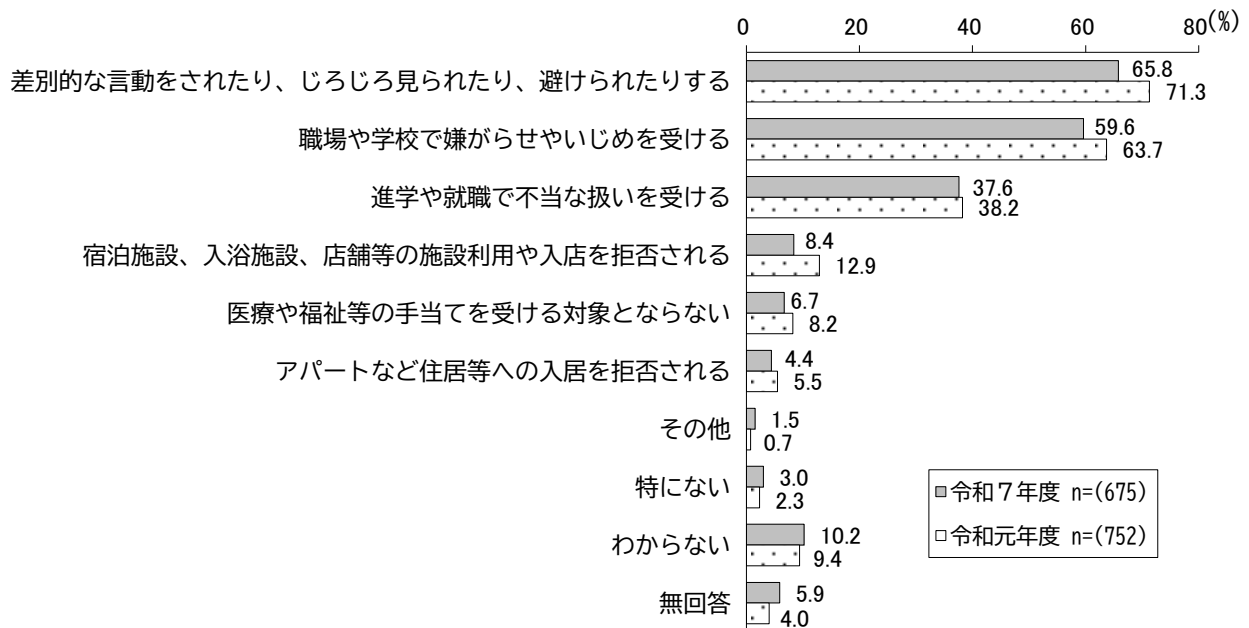 0 20 40 60 80(%)
差別的な言動をされたり、じろじろ見られたり、避けられたりする 65.8
71.3
職場や学校で嫌がらせやいじめを受ける 59.6
63.7
進学や就職で不当な扱いを受ける 37.6
38.2
宿泊施設、入浴施設、店舗等の施設利用や入店を拒否される 8.4
12.9
医療や福祉等の手当てを受ける対象とならない 6.7
8.2
アパートなど住居等への入居を拒否される 4.4
5.5
その他 1.5
0.7
特にない 3.0
2.3
わからない 10.2
9.4
無回答 5.9
4.0
令和７年度 n=(675)
令和元年度 n=(752)